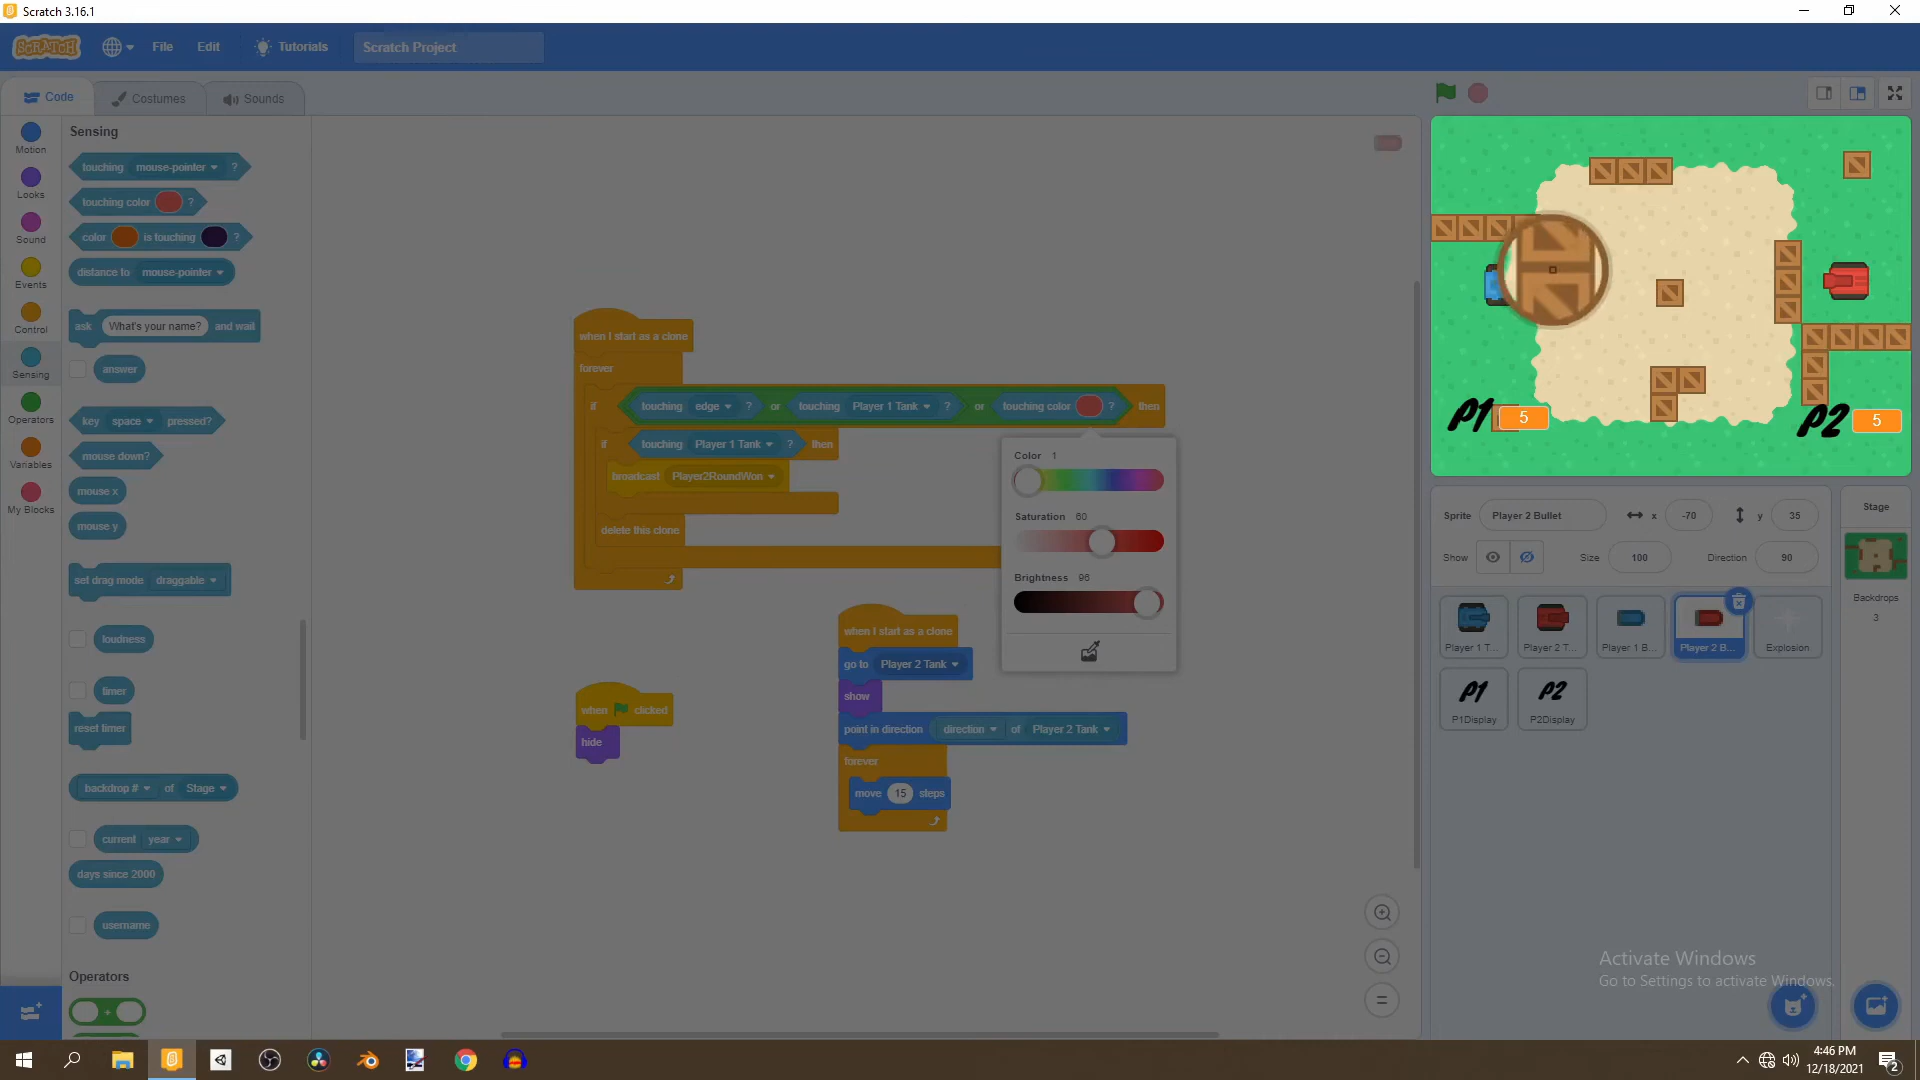 Scratch 3.16.1
SCRATCH
File
Edit
Tutorials
Scratch Project
Code
Costumes
Sounds
Motion
Looks
Sound
Events
Control
Sensing
Operators
Variables
My Blocks
Sensing
touching mouse-pointer ?
touching color ?
color is touching ?
distance to mouse-pointer
ask What's your name? and wait
answer
key space pressed?
mouse down?
mouse x
mouse y
set drag mode draggable
loudness
timer
reset timer
backdrop # of Stage
current year
days since 2000
username
Operators
+
when I start as a clone
forever
if touching edge ? or touching Player 1 Tank ? or touching color ? then
if touching Player 1 Tank ? then
broadcast Player2RoundWon
delete this clone
when clicked
hide
when I start as a clone
go to Player 2 Tank
show
point in direction direction of Player 2 Tank
forever
move 15 steps
Color 1
Saturation 60
Brightness 96
P1 5
P2 5
Sprite Player 2 Bullet x -70 y 35
Show Size 100 Direction 90
Player 1 T...
Player 2 T...
Player 1 B...
Player 2 B...
Explosion
P1
P1Display
P2
P2Display
Stage
Backdrops
3
Activate Windows
Go to Settings to activate Windows.
4:46 PM
12/18/2021
2